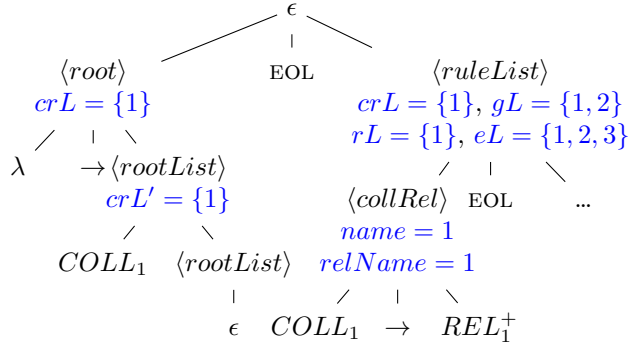 ϵ
⟨root⟩ EOL ⟨ruleList⟩
crL = {1} crL = {1}, gL = {1, 2}
rL = {1}, eL = {1, 2, 3}
λ → ⟨rootList⟩
crL′ = {1} ⟨collRel⟩ EOL ...
name = 1
COLL₁ ⟨rootList⟩ relName = 1
ϵ COLL₁ → REL₁⁺